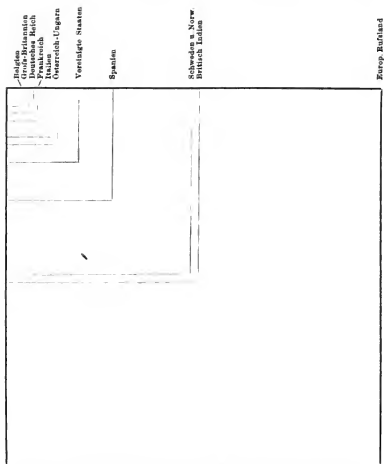 Belgien
Groſs-Britannien
Deutsches Reich
Frankreich
Italien
Österreich-Ungarn
Vereinigte Staaten
Spanien
Schweden u Norw.
Britisch Indien
Europ. Ruſsland